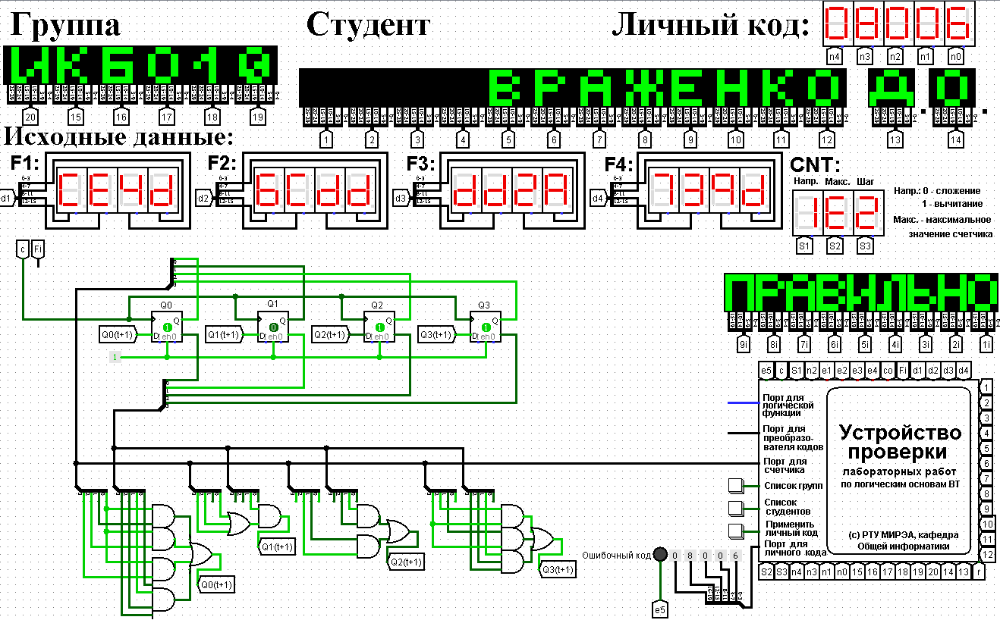 Группа Студент Личный код: 08006
n4 n3 n2 n1 n0
ИКБО10
ВРАЖЕНКО Д. О.
20 15 16 17 18 19
1 2 3 4 5 6 7 8 9 10 11 12 13 14
Исходные данные:
F1: F2: F3: F4: CNT:
Напр. Макс. Шаг
d1 CE4d d2 6C1d d3 dd2A d4 739d 1E2
S1 S2 S3
Напр.: 0 - сложение
1 - вычитание
Макс. - максимальное
значение счетчика
c Fi
ПРАВИЛЬНО
9i 8i 7i 6i 5i 4i 3i 2i 1i
Q0 Q1 Q2 Q3
Q0(t+1) Q1(t+1) Q2(t+1) Q3(t+1)
1
e5 c S1 n2 e1 e2 e3 e4 co Fi d1 d2 d3 d4
Порт для
логической
функции
Порт для
преобразо-
вателя кодов
Порт для
счетчика
Список групп
Список
студентов
Применить
личный код
Порт для
личного кода
Устройство
проверки
лабораторных работ
по логическим основам ВТ
(с) РТУ МИРЭА, кафедра
Общей информатики
1
2
3
4
5
6
7
8
9
10
11
12
Q0(t+1) Q1(t+1) Q2(t+1) Q3(t+1)
Ошибочный код 0 8 0 0 6
e5
S2 S3 n4 n3 n1 n0 15 16 17 18 19 20 14 13 r